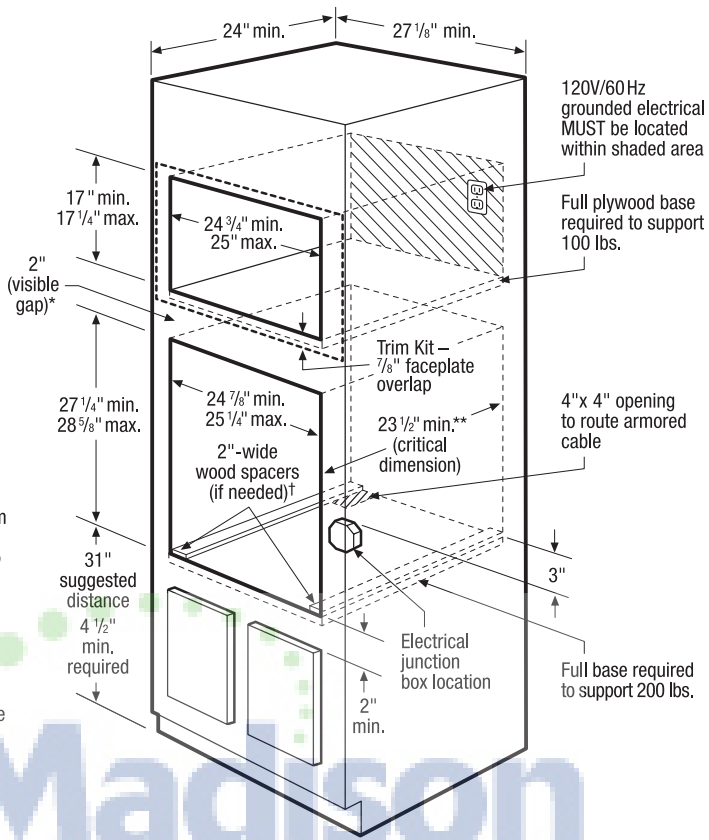 24" min.
27 1/8" min.
120V/60Hz
grounded electrical
MUST be located
within shaded area
17" min.
17 1/4" max.
24 3/4" min.
25" max.
Full plywood base
required to support
100 lbs.
2"
(visible
gap)*
Trim Kit –
7/8" faceplate
overlap
27 1/4" min.
28 5/8" max.
24 7/8" min.
25 1/4" max.
23 1/2" min.**
(critical
dimension)
4"x 4" opening
to route armored
cable
2"-wide
wood spacers
(if needed)†
31"
suggested
distance
4 1/2"
min.
required
3"
Electrical
junction
box location
2"
min.
Full base required
to support 200 lbs.
Madison